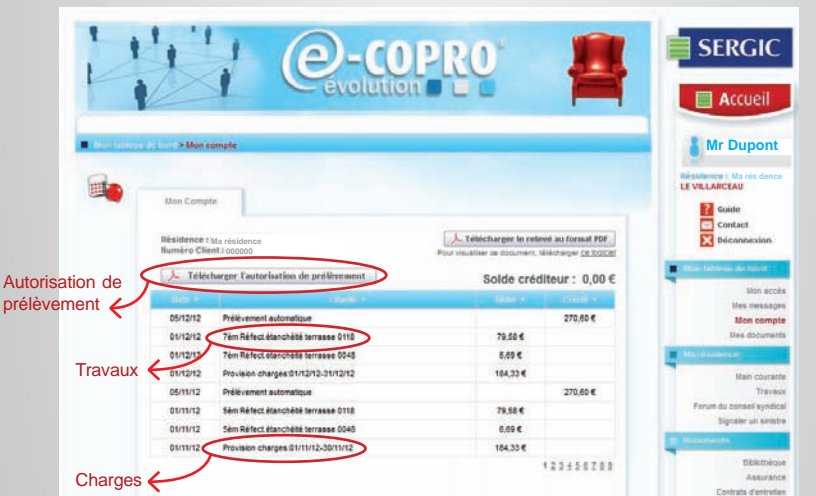 e-COPRO
evolution
SERGIC
Accueil
Mon tableau de bord > Mon compte
Mr Dupont
Résidence : Ma rés dence
LE VILLARCEAU
Guide
Contact
Déconnexion
Mon Compte
Résidence : Ma résidence
Numéro Client : 000000
Télécharger le relevé au format PDF
Pour visualiser ce document, télécharger ce logiciel
Télécharger l'autorisation de prélèvement
Solde créditeur : 0,00 €
Autorisation de
prélèvement
Date Libellé Débit Crédit
05/12/12 Prélèvement automatique 270,60 €
01/12/12 7èm Réfect.étanchéité terrasse 0118 79,58 €
01/12/12 7èm Réfect.étanchéité terrasse 0048 6,69 €
01/12/12 Provision charges:01/12/12-31/12/12 184,33 €
05/11/12 Prélèvement automatique 270,60 €
01/11/12 5èm Réfect.étanchéité terrasse 0118 79,58 €
01/11/12 5èm Réfect.étanchéité terrasse 0048 6,69 €
01/11/12 Provision charges:01/11/12-30/11/12 184,33 €
1 2 3 4 5 6 7 8 9
Travaux
Charges
Mon tableau de bord
Mon accès
Mes messages
Mon compte
Mes documents
Ma résidence
Main courante
Travaux
Forum du conseil syndical
Signaler un sinistre
Documents
Bibliothèque
Assurance
Contrats d'entretien